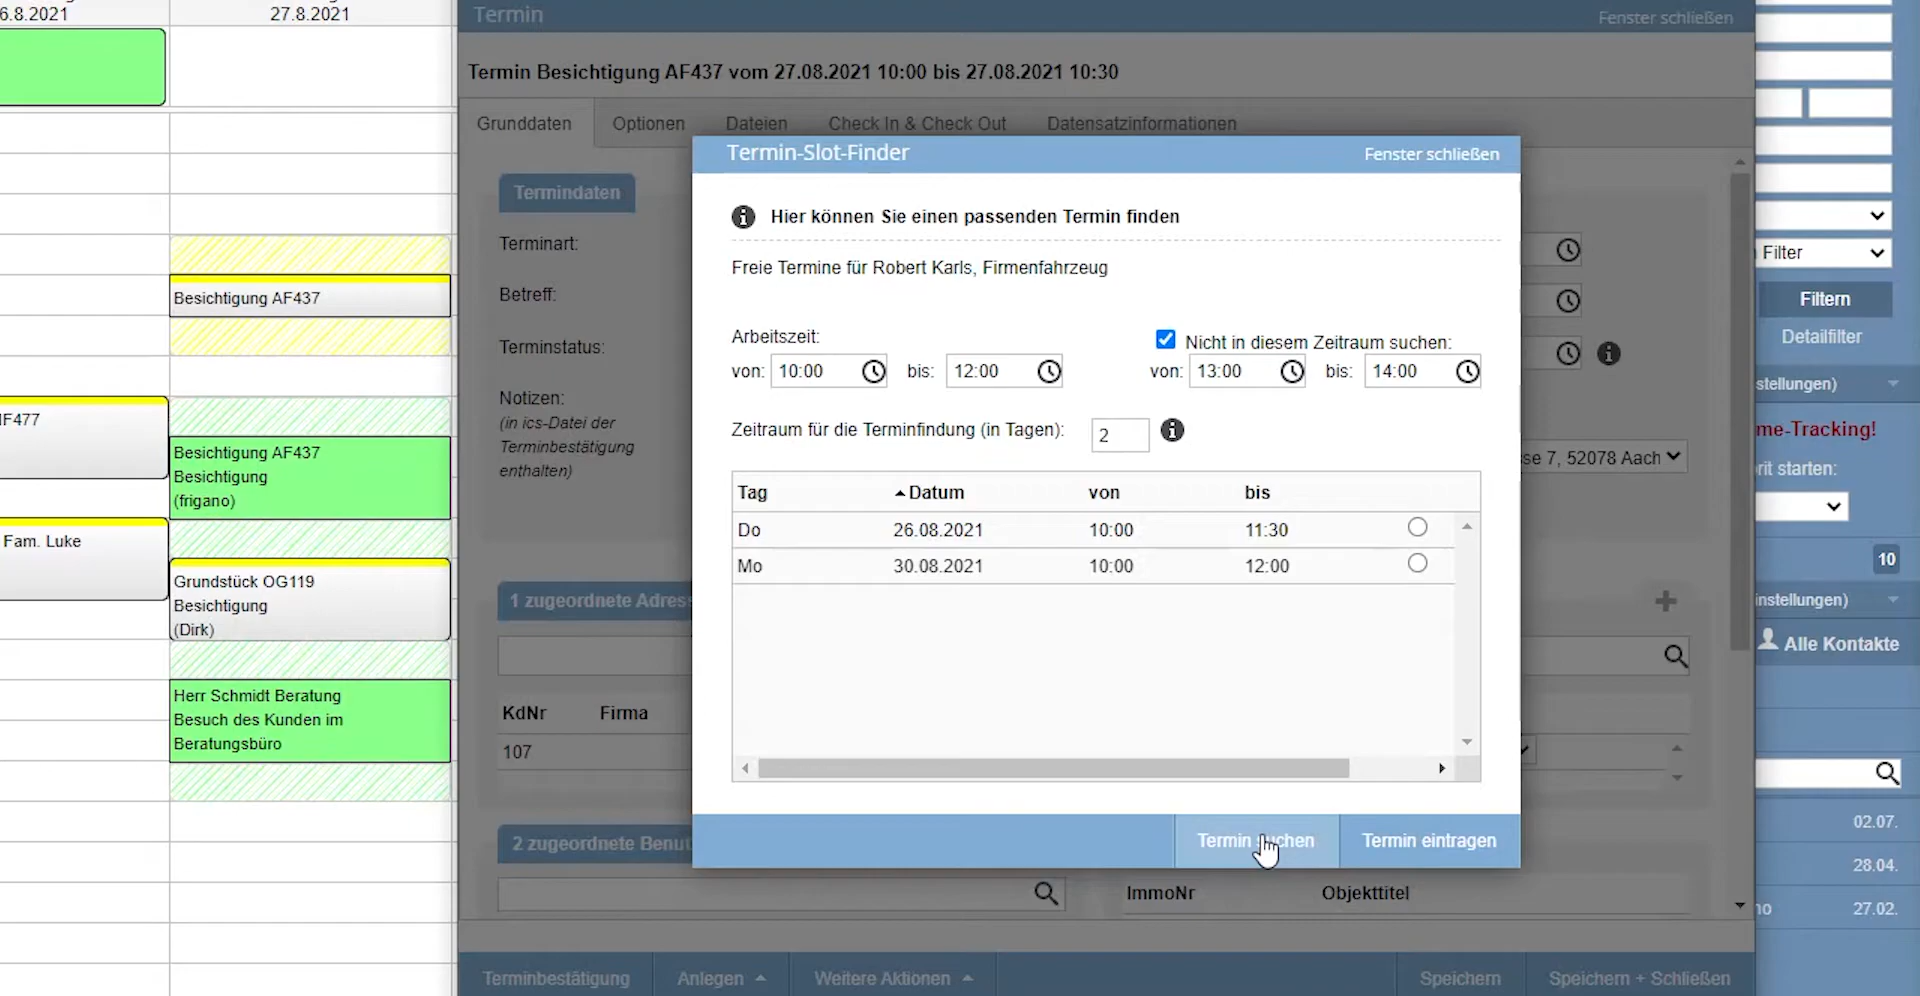 6.8.2021
27.8.2021
Besichtigung AF437
F477
Besichtigung AF437
Besichtigung
(frigano)
Fam. Luke
Grundstück OG119
Besichtigung
(Dirk)
Herr Schmidt Beratung
Besuch des Kunden im
Beratungsbüro
Termin
Fenster schließen
Termin Besichtigung AF437 vom 27.08.2021 10:00 bis 27.08.2021 10:30
Grunddaten
Optionen
Dateien
Check In & Check Out
Datensatzinformationen
Termindaten
Terminart:
Betreff:
Terminstatus:
Notizen:
(in ics-Datei der
Terminbestätigung
enthalten)
se 7, 52078 Aach
1 zugeordnete Adres
KdNr Firma
107
2 zugeordnete Benu
ImmoNr Objekttitel
Terminbestätigung
Anlegen
Weitere Aktionen
Speichern
Speichern + Schließen
Termin-Slot-Finder
Fenster schließen
Hier können Sie einen passenden Termin finden
Freie Termine für Robert Karls, Firmenfahrzeug
Arbeitszeit:
Nicht in diesem Zeitraum suchen:
von: 10:00 bis: 12:00
von: 13:00 bis: 14:00
Zeitraum für die Terminfindung (in Tagen): 2
Tag Datum von bis
Do 26.08.2021 10:00 11:30
Mo 30.08.2021 10:00 12:00
Termin suchen
Termin eintragen
Filter
Filtern
Detailfilter
stellungen)
me-Tracking!
rit starten:
10
instellungen)
Alle Kontakte
02.07.
28.04.
no 27.02.